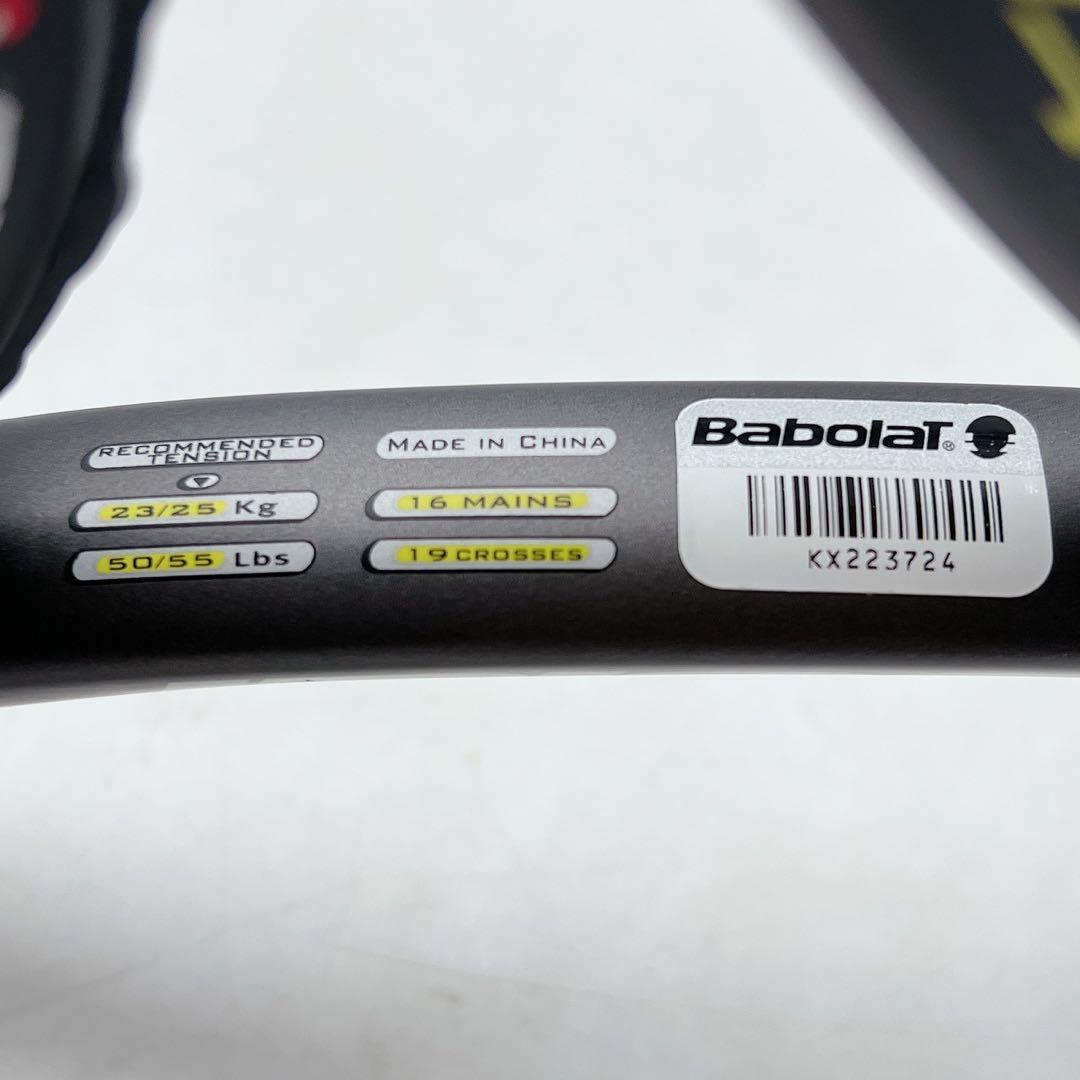 RECOMMENDED
TENSION
23/25 Kg
50/55 Lbs
MADE IN CHINA
16 MAINS
19 CROSSES
BabolaT®
KX223724